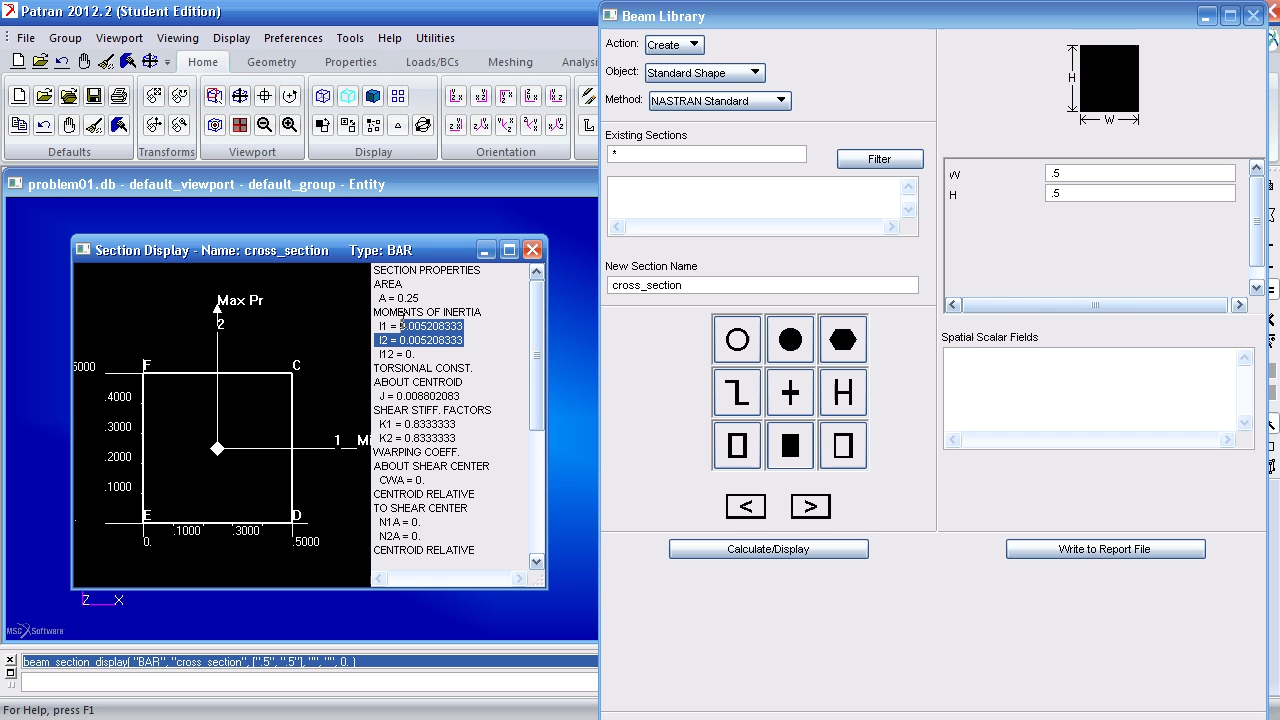 Patran 2012.2 (Student Edition)
File Group Viewport Viewing Display Preferences Tools Help Utilities
Home Geometry Properties Loads/BCs Meshing Analysi
Defaults Transforms Viewport Display Orientation
problem01.db - default_viewport - default_group - Entity
Section Display - Name: cross_section Type: BAR
Max Pr
2
F
C
5000
.4000
.3000
.2000
.1000
1 Mi
E
D
0. .1000 .3000 .5000
SECTION PROPERTIES
AREA
A = 0.25
MOMENTS OF INERTIA
I1 = 0.005208333
I2 = 0.005208333
I12 = 0.
TORSIONAL CONST.
ABOUT CENTROID
J = 0.008802083
SHEAR STIFF. FACTORS
K1 = 0.8333333
K2 = 0.8333333
WARPING COEFF.
ABOUT SHEAR CENTER
CWA = 0.
CENTROID RELATIVE
TO SHEAR CENTER
N1A = 0.
N2A = 0.
CENTROID RELATIVE
Z X
MSC Software
beam_section_display( "BAR", "cross_section", [".5", ".5"], "", "", 0. )
For Help, press F1
Beam Library
Action: Create
Object: Standard Shape
Method: NASTRAN Standard
Existing Sections
*
Filter
New Section Name
cross_section
< >
Calculate/Display
H
W
W .5
H .5
Spatial Scalar Fields
Write to Report File